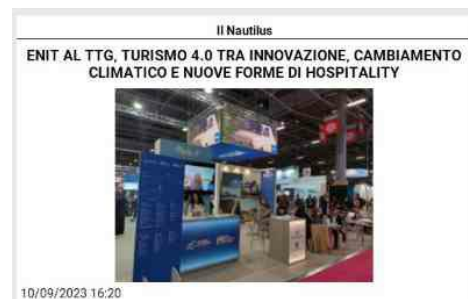 Il Nautilus
ENIT AL TTG, TURISMO 4.0 TRA INNOVAZIONE, CAMBIAMENTO
CLIMATICO E NUOVE FORME DI HOSPITALITY
10/09/2023 16:20